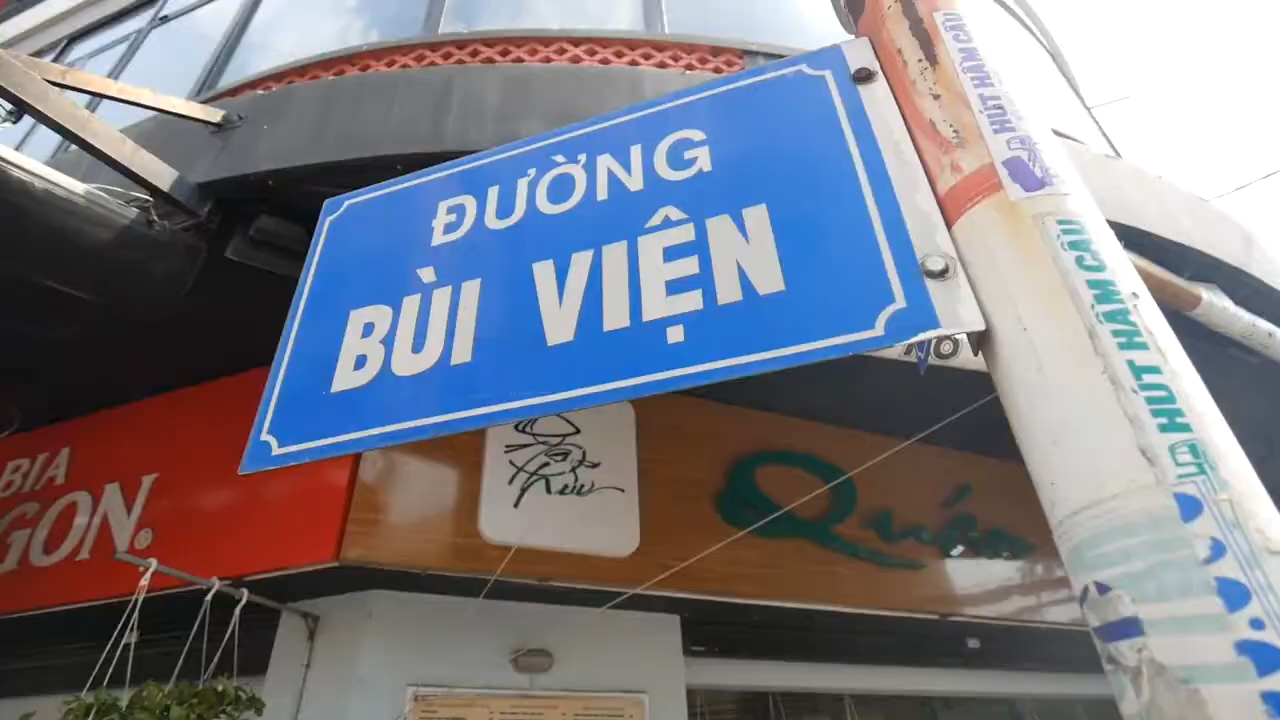 ĐƯỜNG
BÙI VIỆN
HÚT HẦM CẦU
HÚT HẦM CẦU
BIA
GON®
Quán